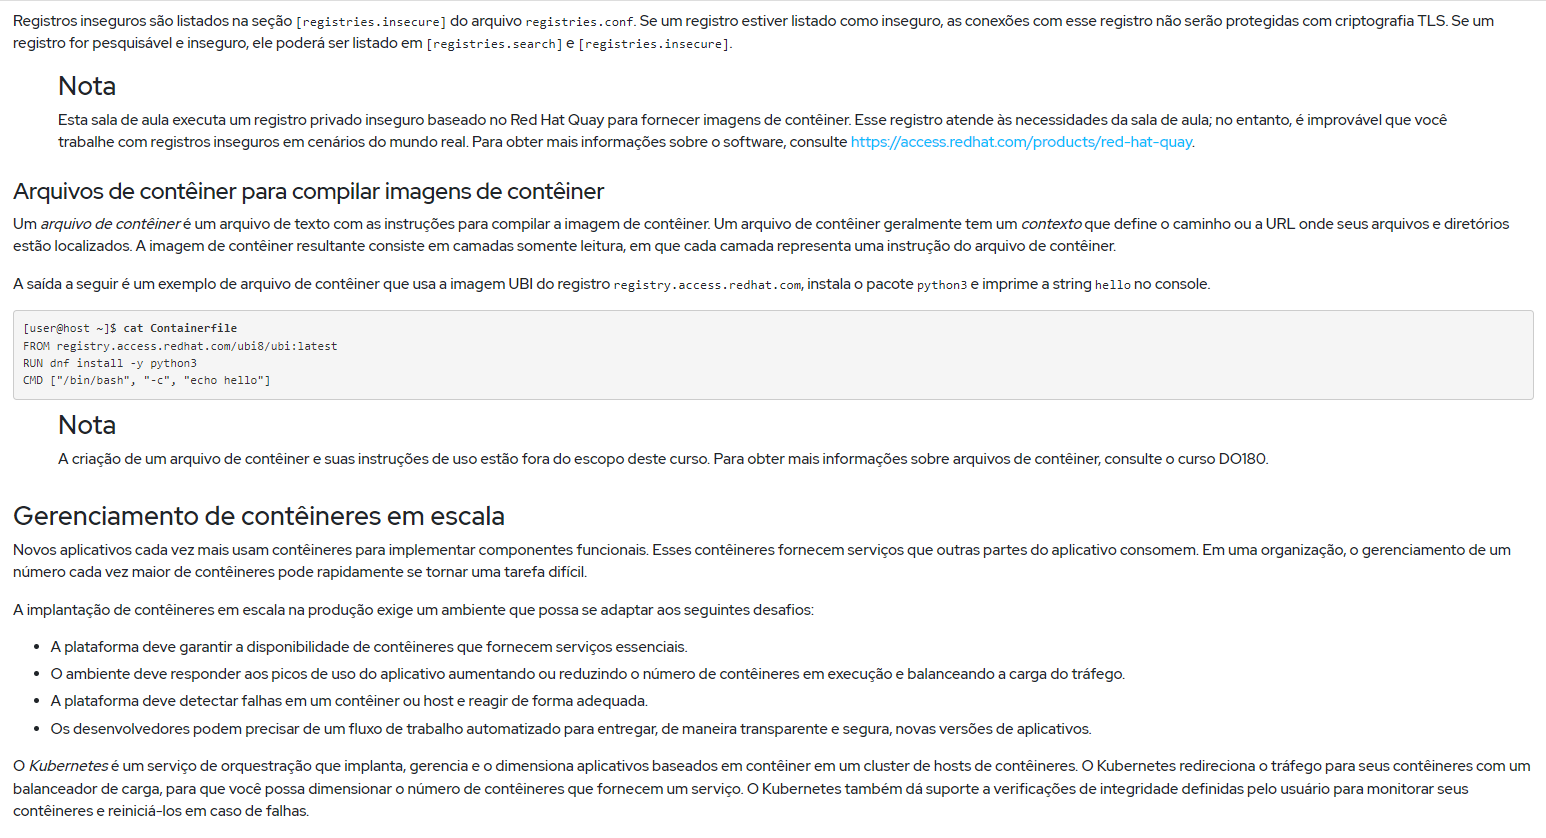 Registros inseguros são listados na seção [registries.insecure] do arquivo registries.conf. Se um registro estiver listado como inseguro, as conexões com esse registro não serão protegidas com criptografia TLS. Se um
registro for pesquisável e inseguro, ele poderá ser listado em [registries.search] e [registries.insecure].
Nota
Esta sala de aula executa um registro privado inseguro baseado no Red Hat Quay para fornecer imagens de contêiner. Esse registro atende às necessidades da sala de aula; no entanto, é improvável que você
trabalhe com registros inseguros em cenários do mundo real. Para obter mais informações sobre o software, consulte https://access.redhat.com/products/red-hat-quay.
Arquivos de contêiner para compilar imagens de contêiner
Um arquivo de contêiner é um arquivo de texto com as instruções para compilar a imagem de contêiner. Um arquivo de contêiner geralmente tem um contexto que define o caminho ou a URL onde seus arquivos e diretórios
estão localizados. A imagem de contêiner resultante consiste em camadas somente leitura, em que cada camada representa uma instrução do arquivo de contêiner.
A saída a seguir é um exemplo de arquivo de contêiner que usa a imagem UBI do registro registry.access.redhat.com, instala o pacote python3 e imprime a string hello no console.
[user@host ~]$ cat Containerfile
FROM registry.access.redhat.com/ubi8/ubi:latest
RUN dnf install -y python3
CMD ["/bin/bash", "-c", "echo hello"]
Nota
A criação de um arquivo de contêiner e suas instruções de uso estão fora do escopo deste curso. Para obter mais informações sobre arquivos de contêiner, consulte o curso DO180.
Gerenciamento de contêineres em escala
Novos aplicativos cada vez mais usam contêineres para implementar componentes funcionais. Esses contêineres fornecem serviços que outras partes do aplicativo consomem. Em uma organização, o gerenciamento de um
número cada vez maior de contêineres pode rapidamente se tornar uma tarefa difícil.
A implantação de contêineres em escala na produção exige um ambiente que possa se adaptar aos seguintes desafios:
• A plataforma deve garantir a disponibilidade de contêineres que fornecem serviços essenciais.
• O ambiente deve responder aos picos de uso do aplicativo aumentando ou reduzindo o número de contêineres em execução e balanceando a carga do tráfego.
• A plataforma deve detectar falhas em um contêiner ou host e reagir de forma adequada.
• Os desenvolvedores podem precisar de um fluxo de trabalho automatizado para entregar, de maneira transparente e segura, novas versões de aplicativos.
O Kubernetes é um serviço de orquestração que implanta, gerencia e o dimensiona aplicativos baseados em contêiner em um cluster de hosts de contêineres. O Kubernetes redireciona o tráfego para seus contêineres com um
balanceador de carga, para que você possa dimensionar o número de contêineres que fornecem um serviço. O Kubernetes também dá suporte a verificações de integridade definidas pelo usuário para monitorar seus
contêineres e reiniciá-los em caso de falhas.